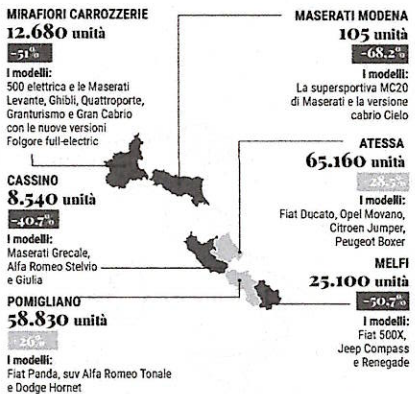 MIRAFIORI CARROZZERIE
12.680 unità
-51%
I modelli:
500 elettrica e le Maserati
Levante, Ghibli, Quattroporte,
Granturismo e Gran Cabrio
con le nuove versioni
Folgore full-electric
MASERATI MODENA
105 unità
-68.2%
I modelli:
La supersportiva MC20
di Maserati e la versione
cabrio Cielo
ATESSA
65.160 unità
28.5%
I modelli:
Fiat Ducato, Opel Movano,
Citroen Jumper,
Peugeot Boxer
CASSINO
8.540 unità
-40.7%
I modelli:
Maserati Grecale,
Alfa Romeo Stelvio
e Giulia
MELFI
25.100 unità
-50.7%
I modelli:
Fiat 500X,
Jeep Compass
e Renegade
POMIGLIANO
58.830 unità
-26%
I modelli:
Fiat Panda, suv Alfa Romeo Tonale
e Dodge Hornet